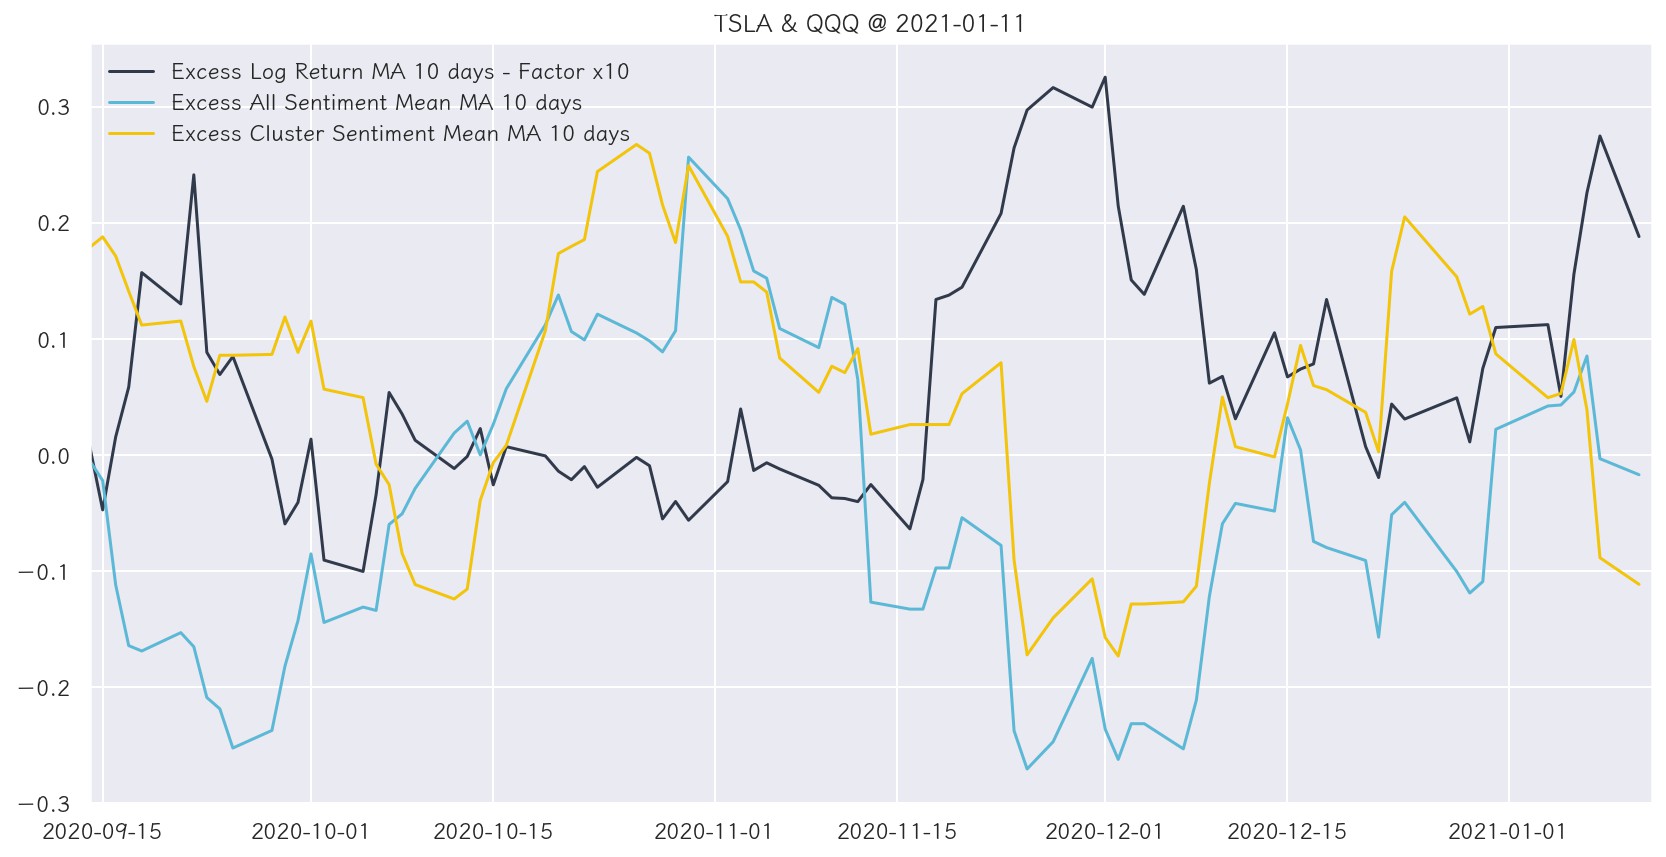 TSLA & QQQ @ 2021-01-11
Excess Log Return MA 10 days - Factor x10
Excess All Sentiment Mean MA 10 days
Excess Cluster Sentiment Mean MA 10 days
0.3
0.2
0.1
0.0
−0.1
−0.2
−0.3
2020-09-15 2020-10-01 2020-10-15 2020-11-01 2020-11-15 2020-12-01 2020-12-15 2021-01-01